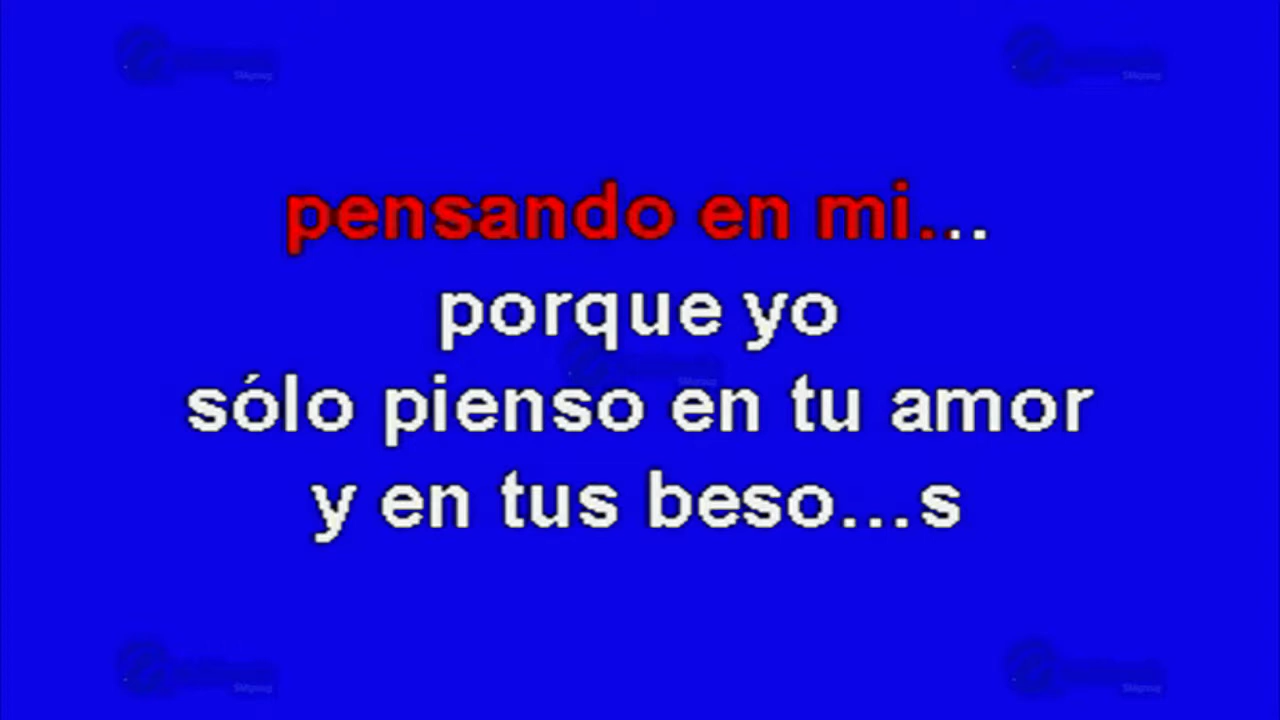 pensando en mi...
porque yo
sólo pienso en tu amor
y en tus beso...s